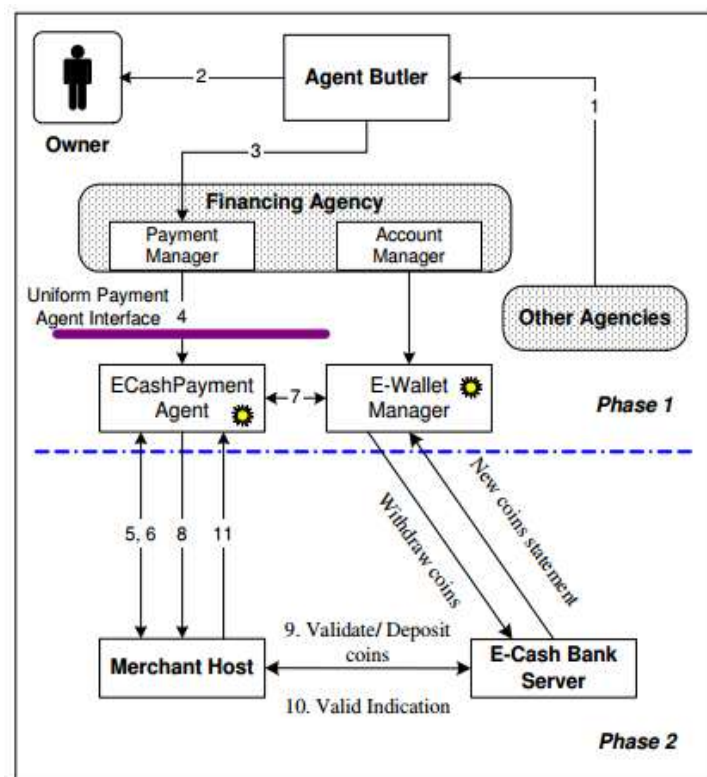 Agent Butler
2
1
Owner
3
Financing Agency
Payment
Manager
Account
Manager
Uniform Payment
Agent Interface
4
Other Agencies
ECashPayment
Agent
7
E-Wallet
Manager
Phase 1
5, 6
8
11
Withdraw coins
New coins statement
9. Validate/ Deposit
coins
Merchant Host
E-Cash Bank
Server
10. Valid Indication
Phase 2